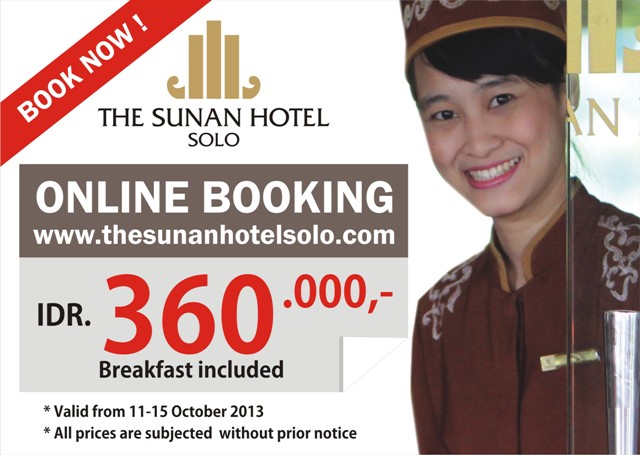 BOOK NOW !
THE SUNAN HOTEL
SOLO
AN
ONLINE BOOKING
www.thesunanhotelsolo.com
IDR. 360.000,-
Breakfast included
* Valid from 11-15 October 2013
* All prices are subjected without prior notice